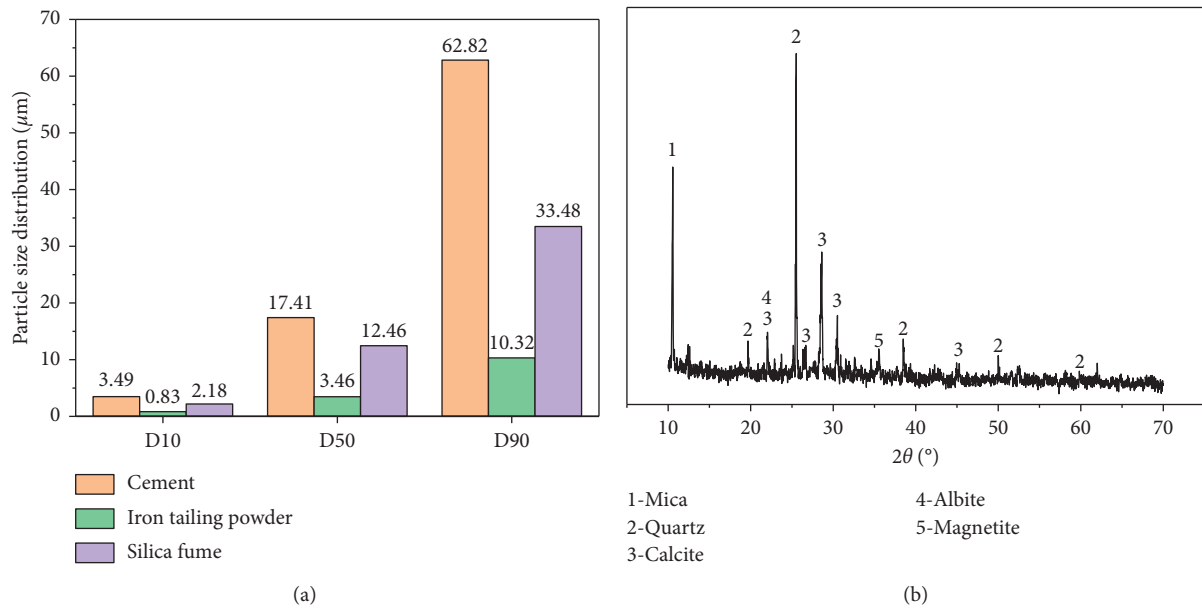 Particle size distribution (μm)
70
60
50
40
30
20
10
0
3.49
0.83
2.18
17.41
3.46
12.46
62.82
10.32
33.48
D10
D50
D90
Cement
Iron tailing powder
Silica fume
(a)
1
2
4
3
2
3
3
3
5
2
3
2
2
10
20
30
40
50
60
70
2θ (°)
1-Mica
2-Quartz
3-Calcite
4-Albite
5-Magnetite
(b)